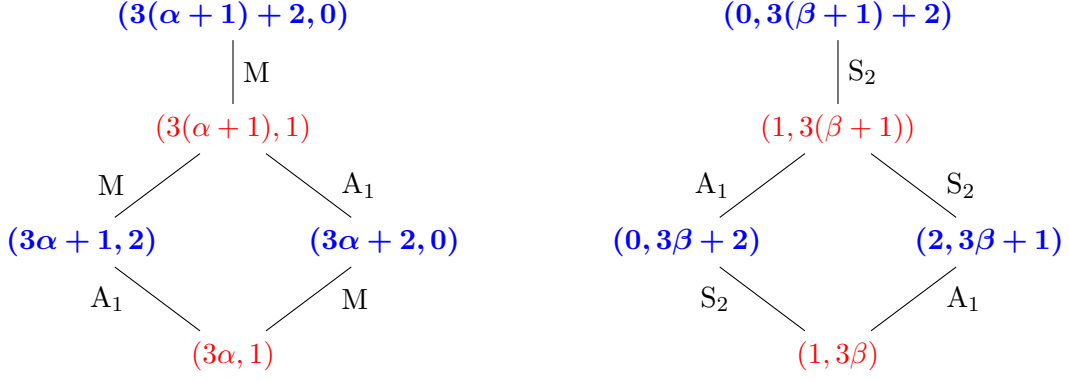 (3(α + 1) + 2, 0) (0, 3(β + 1) + 2)
M S₂
(3(α + 1), 1) (1, 3(β + 1))
M A₁ A₁ S₂
(3α + 1, 2) (3α + 2, 0) (0, 3β + 2) (2, 3β + 1)
A₁ M S₂ A₁
(3α, 1) (1, 3β)